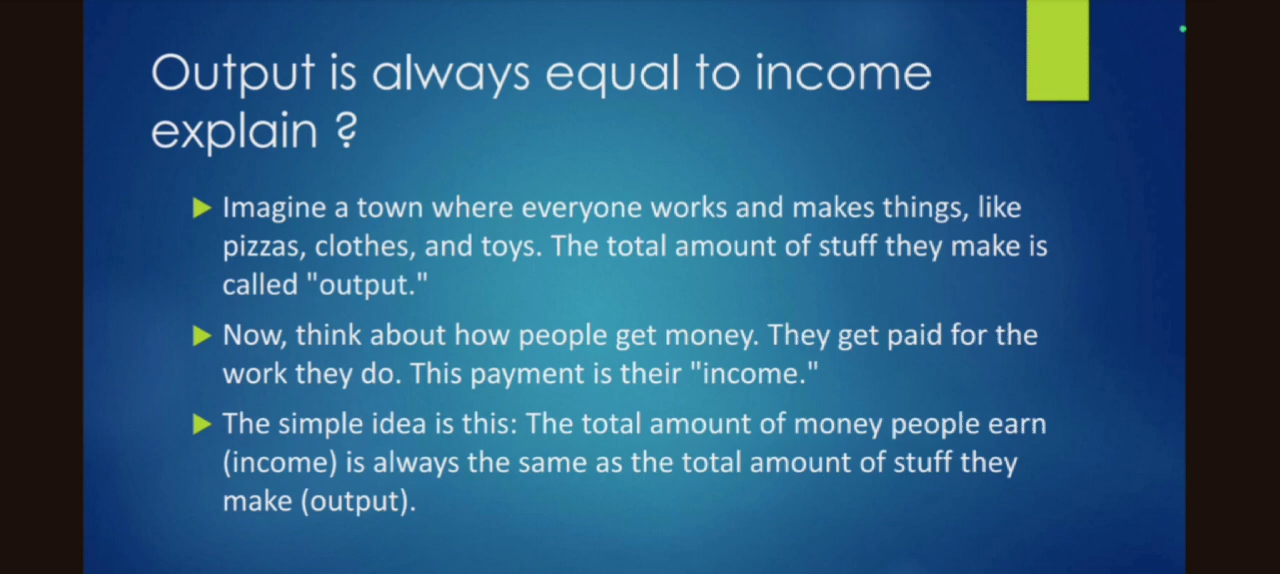 Output is always equal to income
explain ?
Imagine a town where everyone works and makes things, like
pizzas, clothes, and toys. The total amount of stuff they make is
called "output."
Now, think about how people get money. They get paid for the
work they do. This payment is their "income."
The simple idea is this: The total amount of money people earn
(income) is always the same as the total amount of stuff they
make (output).